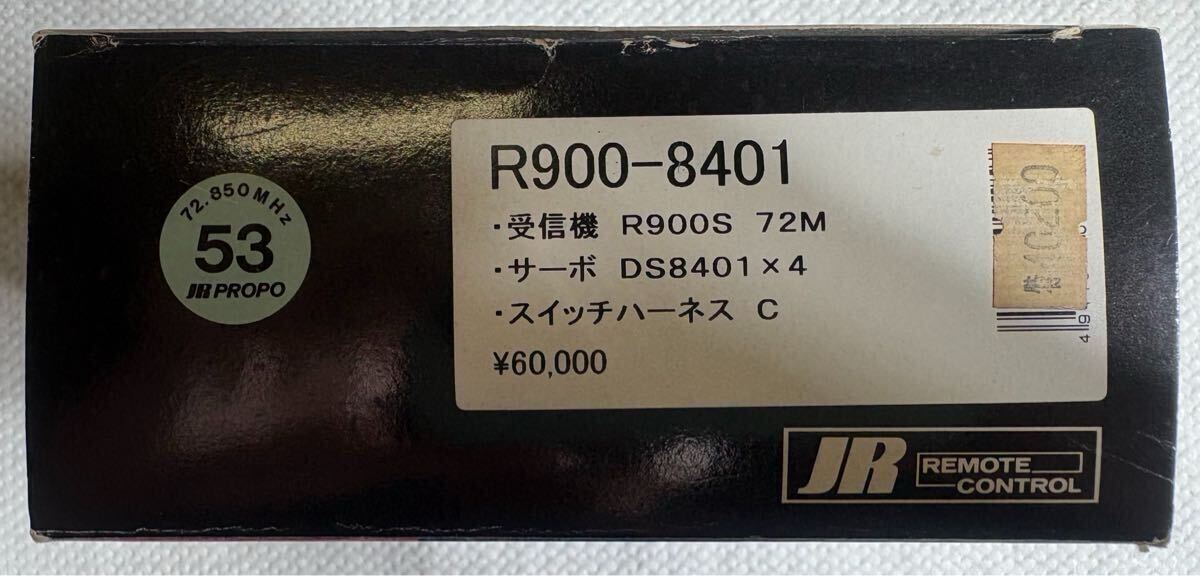 72.850MHz
53
JR PROPO
R900-8401
・受信機 R900S 72M
・サーボ DS8401×4
・スイッチハーネス C
¥60,000
JR
REMOTE
CONTROL